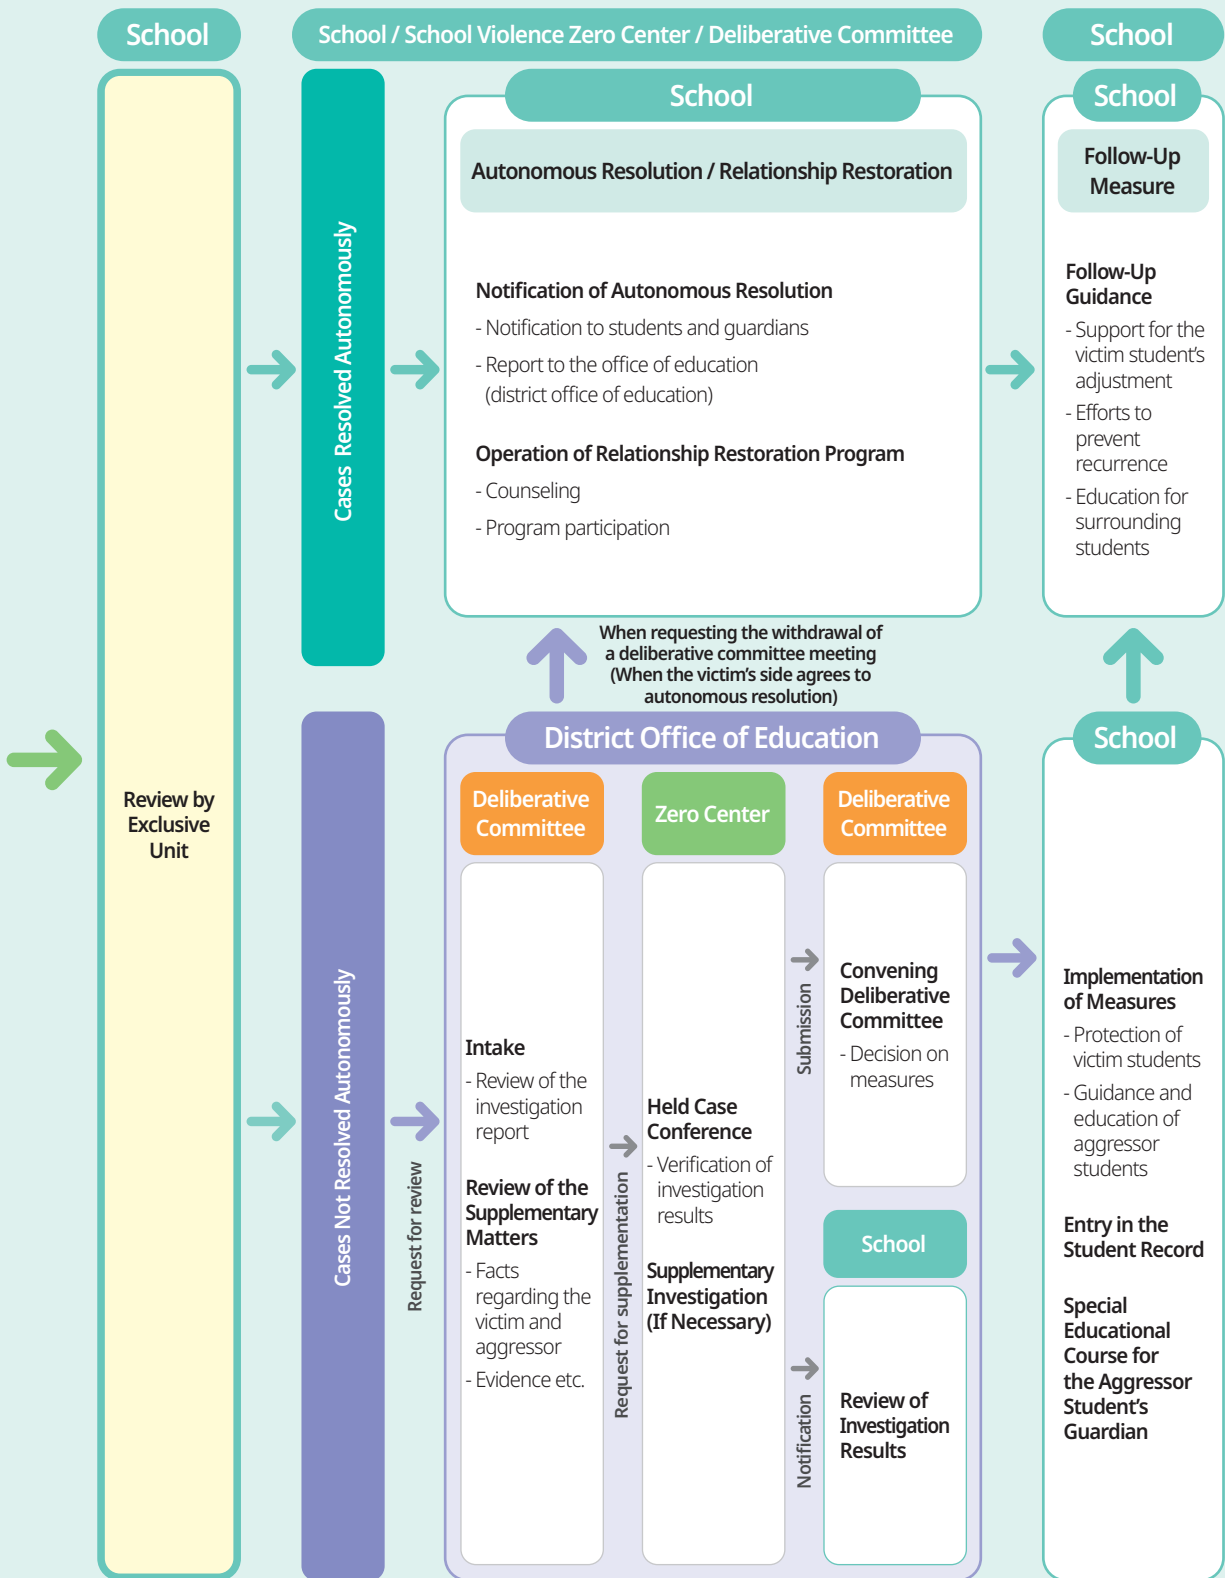 School
School / School Violence Zero Center / Deliberative Committee
School
Review by
Exclusive
Unit
Cases Resolved Autonomously
School
Autonomous Resolution / Relationship Restoration
Notification of Autonomous Resolution
- Notification to students and guardians
- Report to the office of education
(district office of education)
Operation of Relationship Restoration Program
- Counseling
- Program participation
School
Follow-Up
Measure
Follow-Up
Guidance
- Support for the
victim student's
adjustment
- Efforts to
prevent
recurrence
- Education for
surrounding
students
When requesting the withdrawal of
a deliberative committee meeting
(When the victim's side agrees to
autonomous resolution)
Cases Not Resolved Autonomously
Request for review
District Office of Education
Deliberative
Committee
Intake
- Review of the
investigation
report
Review of the
Supplementary
Matters
- Facts
regarding the
victim and
aggressor
- Evidence etc.
Request for supplementation
Zero Center
Held Case
Conference
- Verification of
investigation
results
Supplementary
Investigation
(If Necessary)
Submission
Deliberative
Committee
Convening
Deliberative
Committee
- Decision on
measures
Notification
School
Review of
Investigation
Results
School
Implementation
of Measures
- Protection of
victim students
- Guidance and
education of
aggressor
students
Entry in the
Student Record
Special
Educational
Course for
the Aggressor
Student's
Guardian